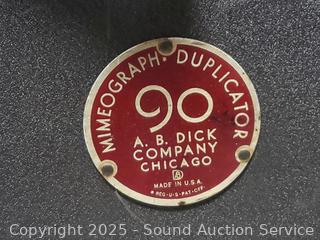 MIMEOGRAPH · DUPLICATOR
90
A. B. DICK
COMPANY
CHICAGO
MADE IN U.S.A.
REG · U·S · PAT · OFF ·
Copyright 2025 - Sound Auction Service